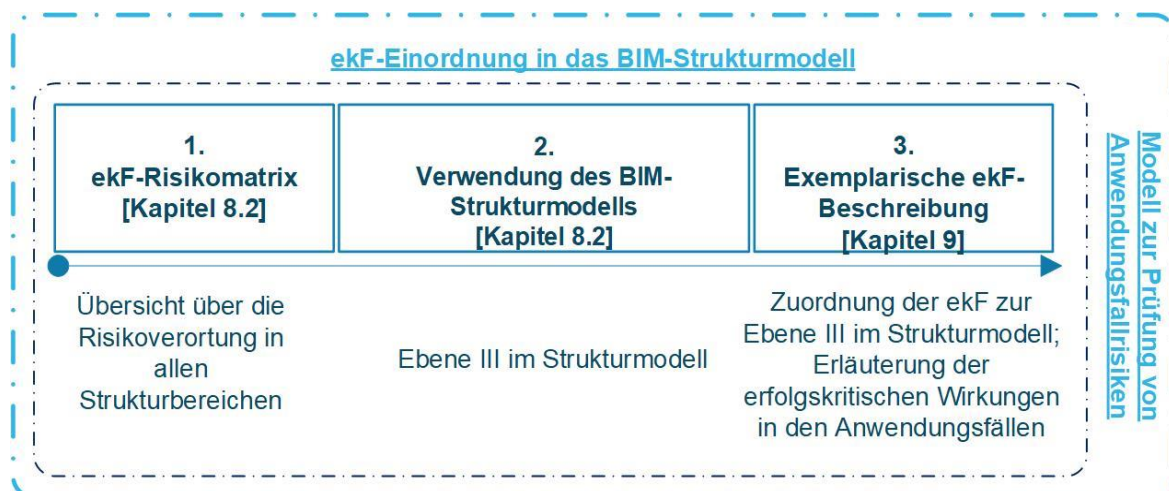 ekF-Einordnung in das BIM-Strukturmodell
1.
ekF-Risikomatrix
[Kapitel 8.2]
2.
Verwendung des BIM-
Strukturmodells
[Kapitel 8.2]
3.
Exemplarische ekF-
Beschreibung
[Kapitel 9]
Übersicht über die
Risikoverortung in
allen
Strukturbereichen
Ebene III im Strukturmodell
Zuordnung der ekF zur
Ebene III im Strukturmodell;
Erläuterung der
erfolgskritischen Wirkungen
in den Anwendungsfällen
Modell zur Prüfung von
Anwendungsfallrisiken